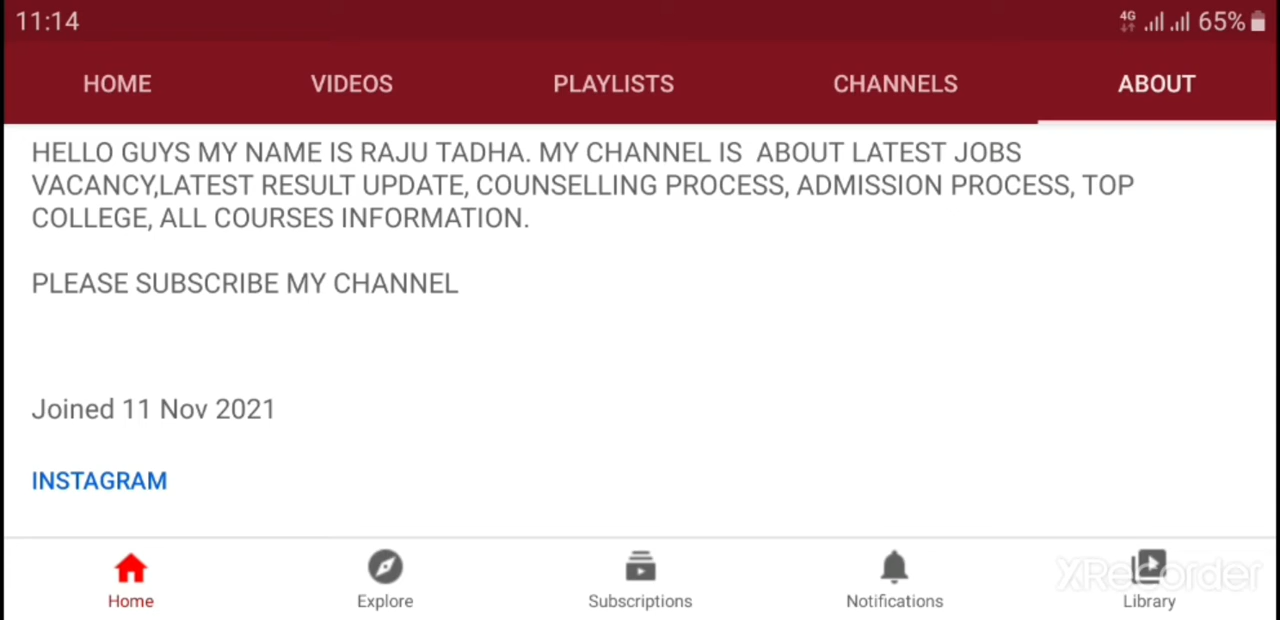 11:14 4G 65%
HOME VIDEOS PLAYLISTS CHANNELS ABOUT
HELLO GUYS MY NAME IS RAJU TADHA. MY CHANNEL IS  ABOUT LATEST JOBS
VACANCY,LATEST RESULT UPDATE, COUNSELLING PROCESS, ADMISSION PROCESS, TOP
COLLEGE, ALL COURSES INFORMATION.
PLEASE SUBSCRIBE MY CHANNEL
Joined 11 Nov 2021
INSTAGRAM
XRecorder
Home Explore Subscriptions Notifications Library